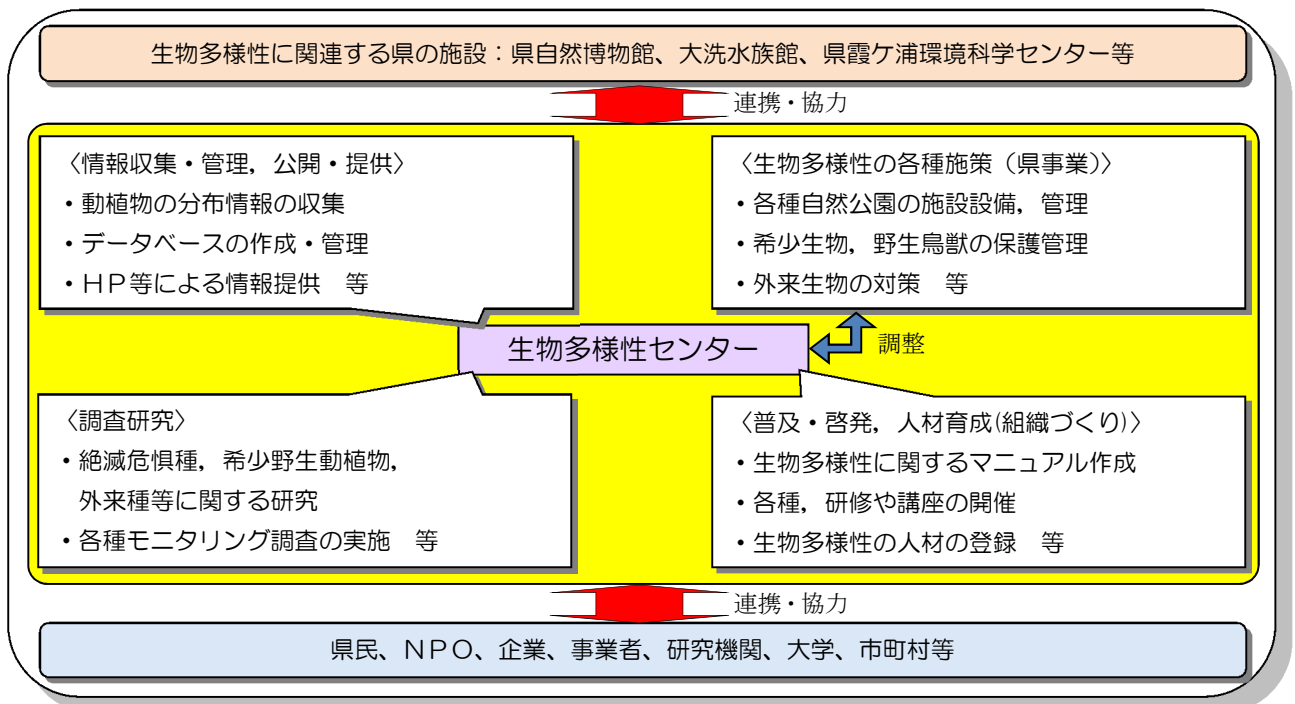 生物多様性に関連する県の施設：県自然博物館、大洗水族館、県霞ケ浦環境科学センター等
連携・協力
〈情報収集・管理，公開・提供〉
・動植物の分布情報の収集
・データベースの作成・管理
・ＨＰ等による情報提供　等
〈生物多様性の各種施策（県事業)〉
・各種自然公園の施設設備，管理
・希少生物，野生鳥獣の保護管理
・外来生物の対策　等
生物多様性センター
調整
〈調査研究〉
・絶滅危惧種，希少野生動植物，
外来種等に関する研究
・各種モニタリング調査の実施　等
〈普及・啓発，人材育成(組織づくり)〉
・生物多様性に関するマニュアル作成
・各種，研修や講座の開催
・生物多様性の人材の登録　等
連携・協力
県民、ＮＰＯ、企業、事業者、研究機関、大学、市町村等